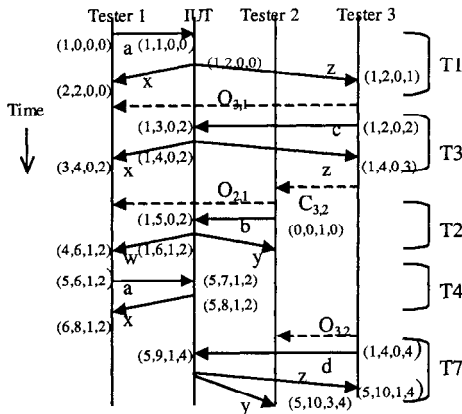 Tester 1 IUT Tester 2 Tester 3
(1,0,0,0) a (1,1,0,0)
(1,2,0,0)
x z
(2,2,0,0) (1,2,0,1) T1
O3,1
Time
(1,3,0,2) c (1,2,0,2)
T3
(3,4,0,2) x (1,4,0,2) z (1,4,0,3)
O2,1 C3,2
(1,5,0,2) b (0,0,1,0) T2
(4,6,1,2) w (1,6,1,2) y
(5,6,1,2) a (5,7,1,2)
T4
x (5,8,1,2)
(6,8,1,2)
O3,2
(5,9,1,4) d (1,4,0,4)
T7
z (5,10,1,4)
y (5,10,3,4)